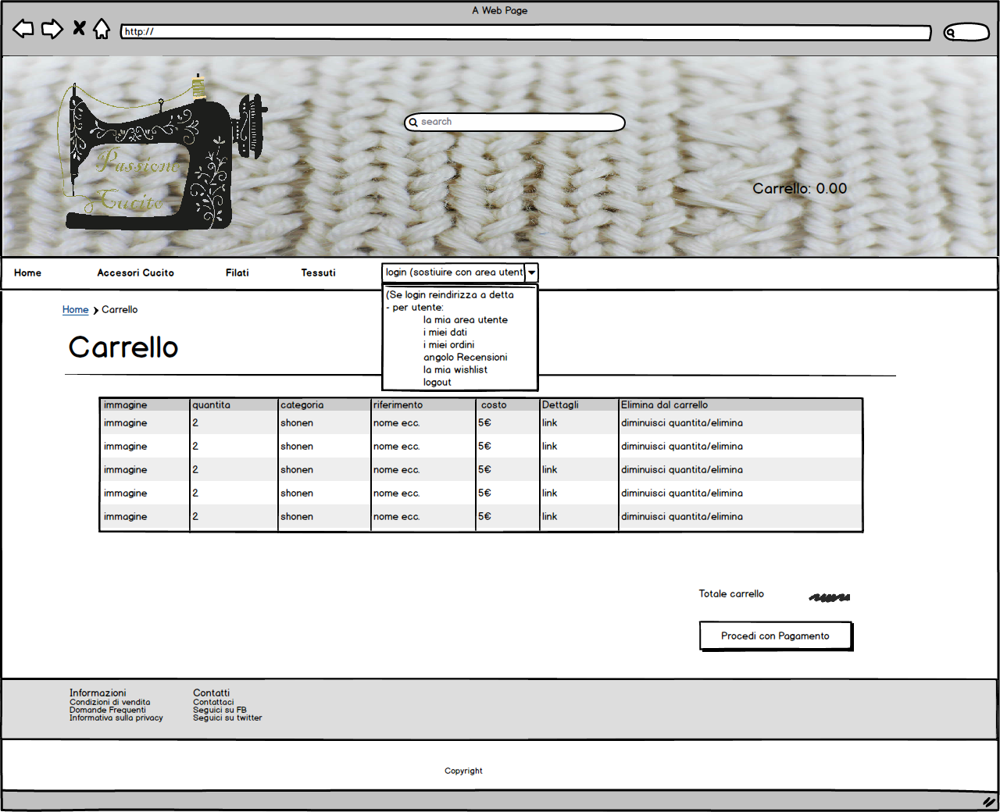 A Web Page
http://
search
Passione
Cucito
Carrello: 0.00
Home Accesori Cucito Filati Tessuti login (sostiuire con area utent
(Se login reindirizza a detta
- per utente:
la mia area utente
i miei dati
i miei ordini
angolo Recensioni
la mia wishlist
logout
Home Carrello
Carrello
immagine quantita categoria riferimento costo Dettagli Elimina dal carrello
immagine 2 shonen nome ecc. 5€ link diminuisci quantita/elimina
immagine 2 shonen nome ecc. 5€ link diminuisci quantita/elimina
immagine 2 shonen nome ecc. 5€ link diminuisci quantita/elimina
immagine 2 shonen nome ecc. 5€ link diminuisci quantita/elimina
immagine 2 shonen nome ecc. 5€ link diminuisci quantita/elimina
Totale carrello
Procedi con Pagamento
Informazioni
Condizioni di vendita
Domande Frequenti
Informativa sulla privacy
Contatti
Contattaci
Seguici su FB
Seguici su twitter
Copyright